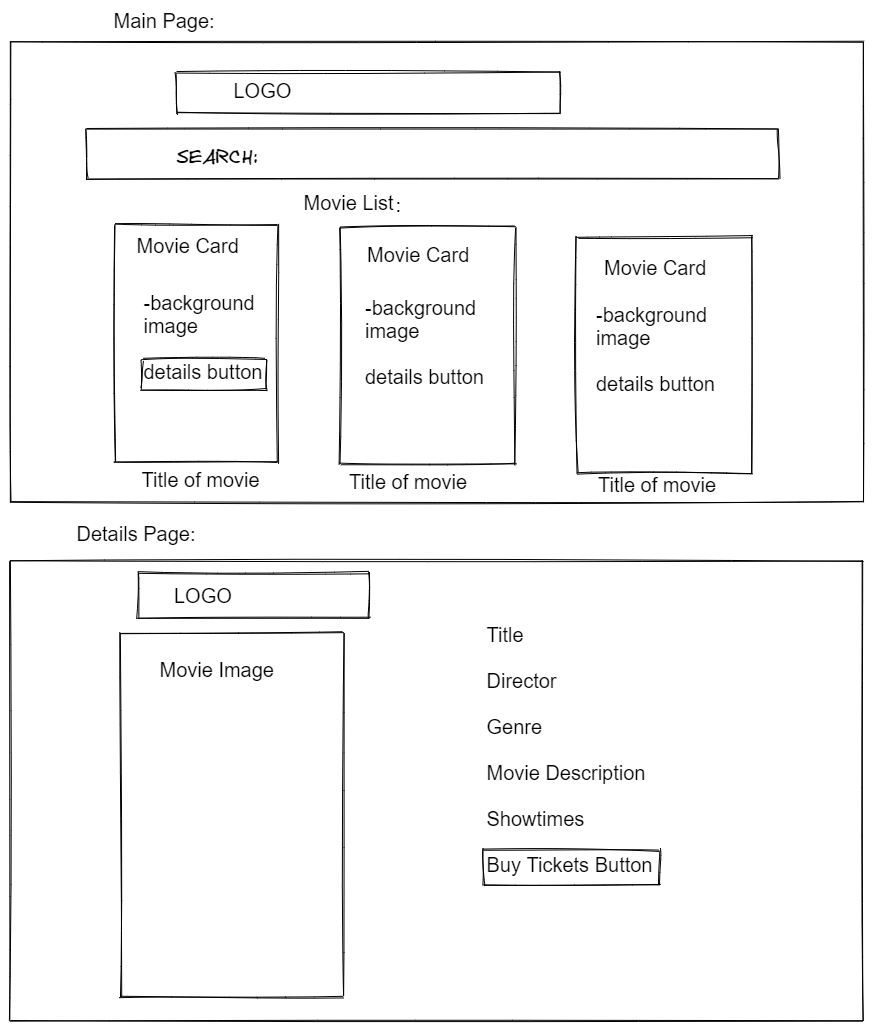 Main Page:
LOGO
SEARCH:
Movie List:
Movie Card
-background
image
details button
Title of movie
Movie Card
-background
image
details button
Title of movie
Movie Card
-background
image
details button
Title of movie
Details Page:
LOGO
Movie Image
Title
Director
Genre
Movie Description
Showtimes
Buy Tickets Button